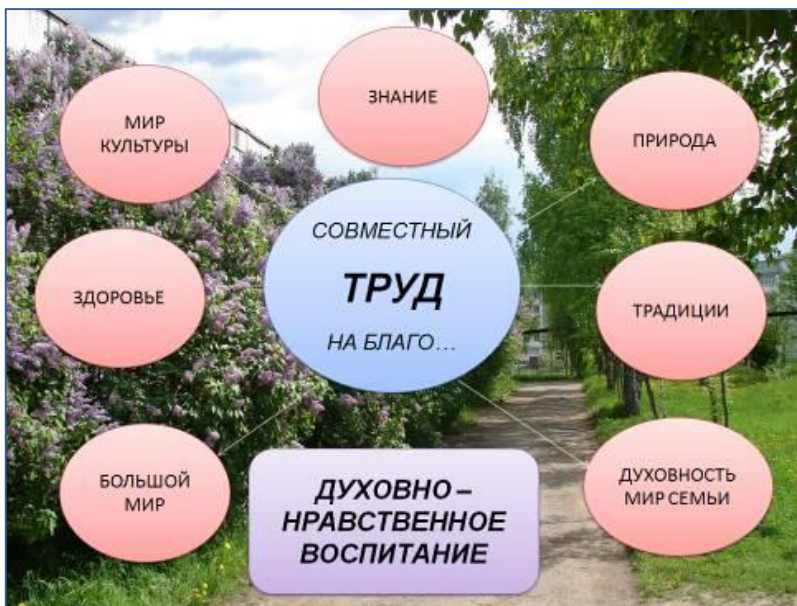 ЗНАНИЕ
МИР
КУЛЬТУРЫ
ПРИРОДА
СОВМЕСТНЫЙ
ТРУД
НА БЛАГО...
ЗДОРОВЬЕ
ТРАДИЦИИ
БОЛЬШОЙ
МИР
ДУХОВНО –
НРАВСТВЕННОЕ
ВОСПИТАНИЕ
ДУХОВНОСТЬ
МИР СЕМЬИ